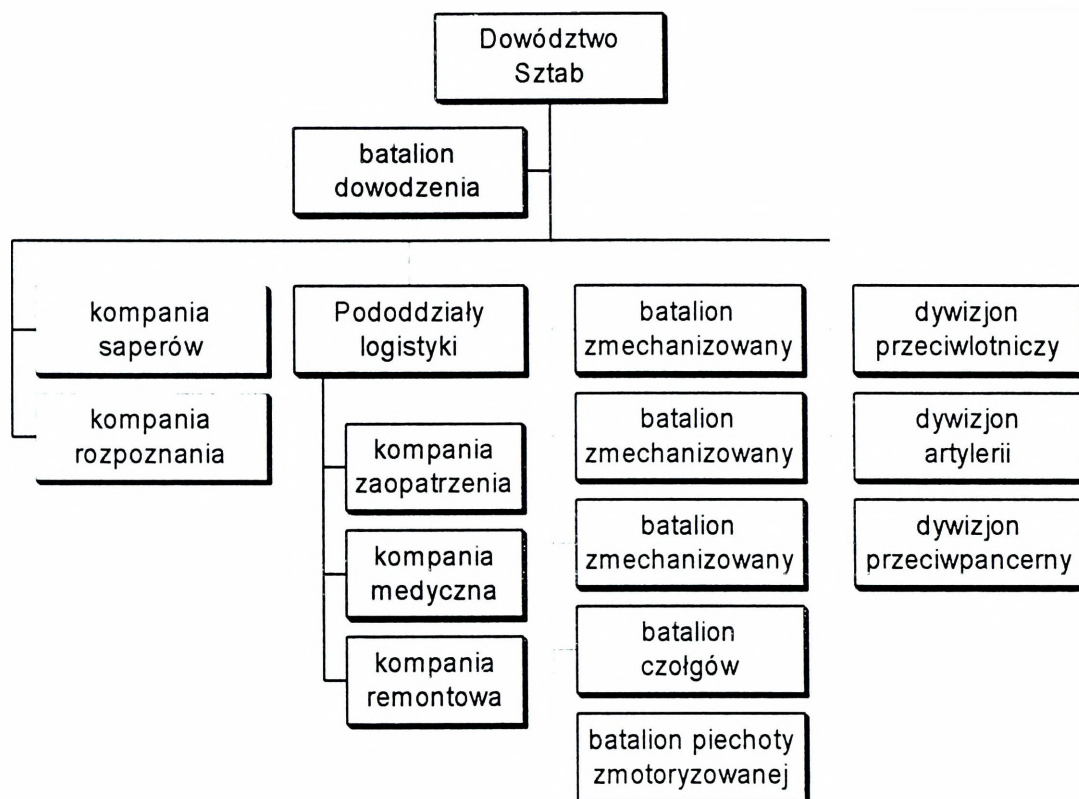 Dowództwo
Sztab
batalion
dowodzenia
kompania
saperów
kompania
rozpoznania
Pododdziały
logistyki
kompania
zaopatrzenia
kompania
medyczna
kompania
remontowa
batalion
zmechanizowany
batalion
zmechanizowany
batalion
zmechanizowany
batalion
czołgów
batalion piechoty
zmotoryzowanej
dywizjon
przeciwlotniczy
dywizjon
artylerii
dywizjon
przeciwpancerny